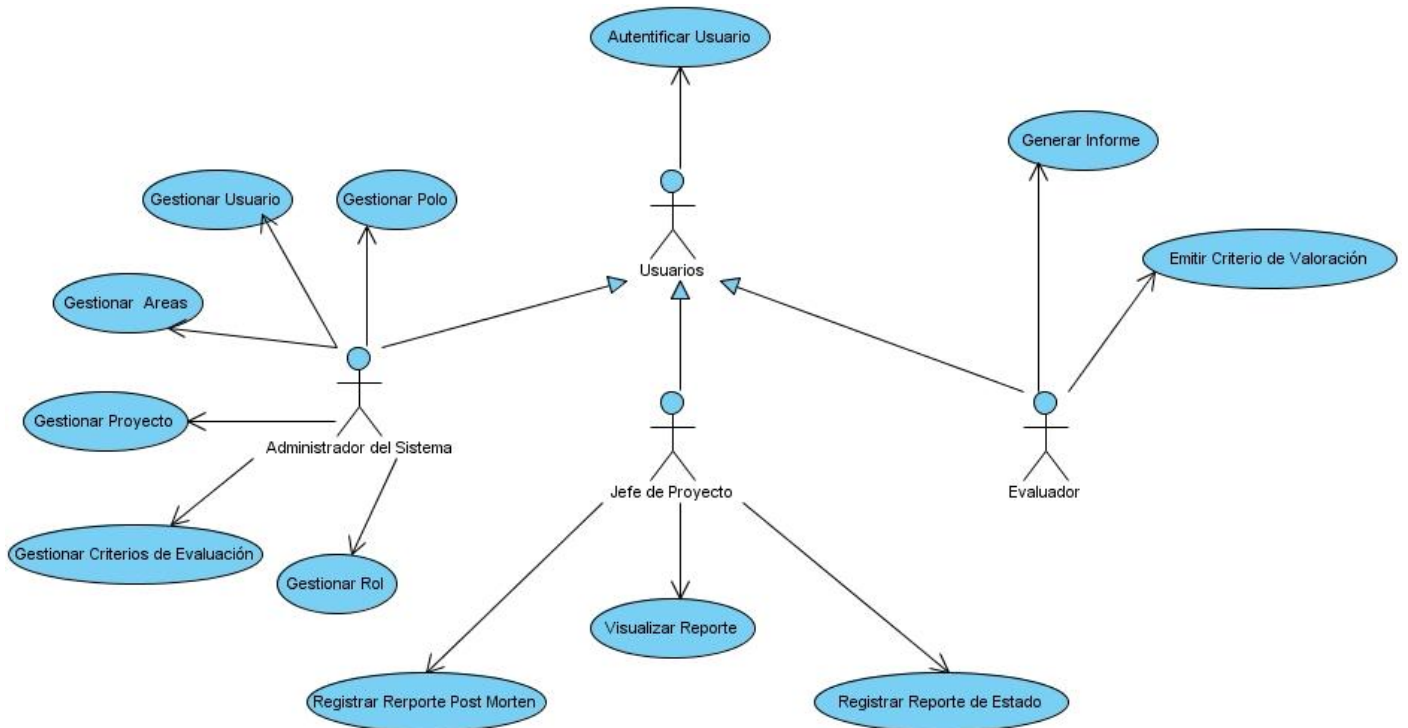 Autentificar Usuario
Generar Informe
Gestionar Usuario
Gestionar Polo
Usuarios
Emitir Criterio de Valoración
Gestionar Areas
Gestionar Proyecto
Administrador del Sistema
Jefe de Proyecto
Evaluador
Gestionar Criterios de Evaluación
Gestionar Rol
Visualizar Reporte
Registrar Rerporte Post Morten
Registrar Reporte de Estado